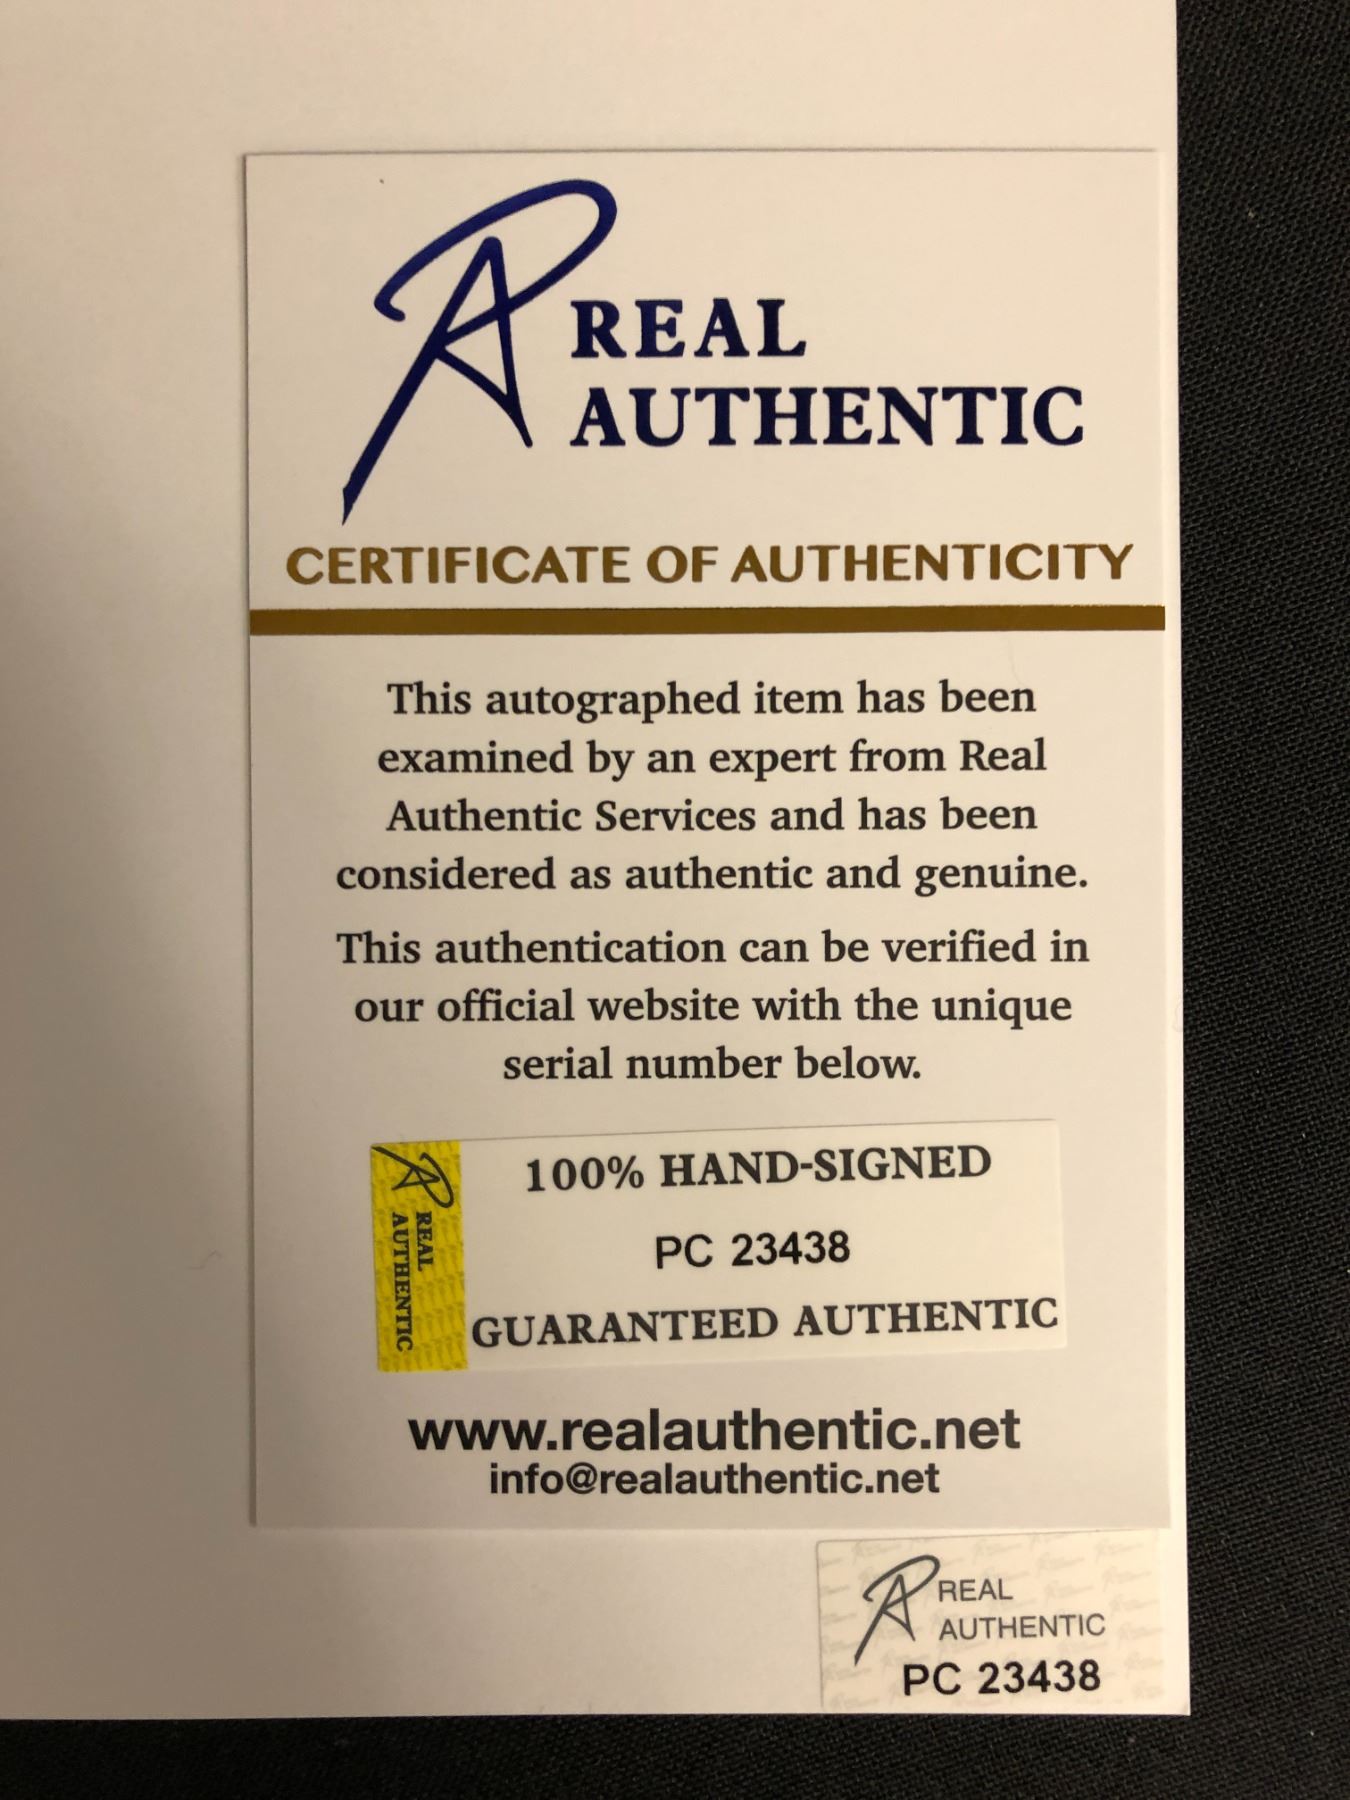 REAL
AUTHENTIC
CERTIFICATE OF AUTHENTICITY
This autographed item has been
examined by an expert from Real
Authentic Services and has been
considered as authentic and genuine.
This authentication can be verified in
our official website with the unique
serial number below.
REAL
AUTHENTIC
100% HAND-SIGNED
PC 23438
GUARANTEED AUTHENTIC
www.realauthentic.net
info@realauthentic.net
REAL
AUTHENTIC
PC 23438